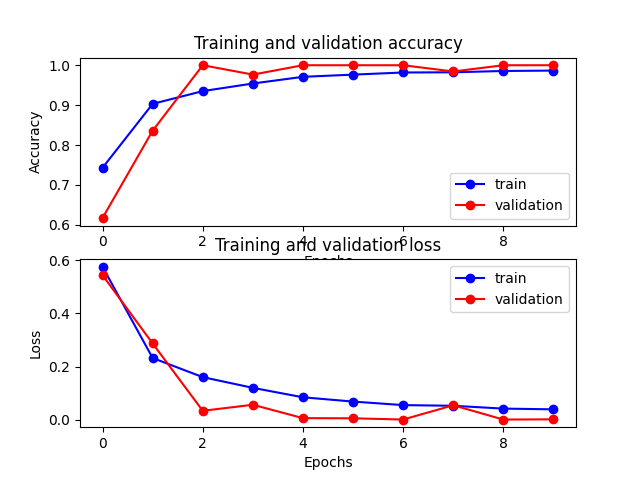 Training and validation accuracy
1.0
0.9
0.8
0.7
0.6
Accuracy
train
validation
0 2 4 6 8
Epochs
Training and validation loss
0.6
0.4
0.2
0.0
Loss
train
validation
0 2 4 6 8
Epochs